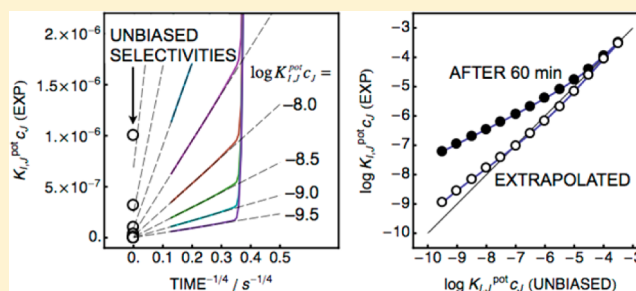 2.×10⁻⁶
1.5×10⁻⁶
1.×10⁻⁶
5.×10⁻⁷
0.
K_{I,J}^{pot} c_J (EXP)
UNBIASED
SELECTIVITIES
log K_{I,J}^{pot} c_J =
−8.0
−8.5
−9.0
−9.5
0. 0.1 0.2 0.3 0.4 0.5
TIME^{−1/4} / s^{−1/4}
−3
−4
−5
−6
−7
−8
−9
−10
log K_{I,J}^{pot} c_J (EXP)
AFTER 60 min
EXTRAPOLATED
−10 −9 −8 −7 −6 −5 −4 −3
log K_{I,J}^{pot} c_J (UNBIASED)